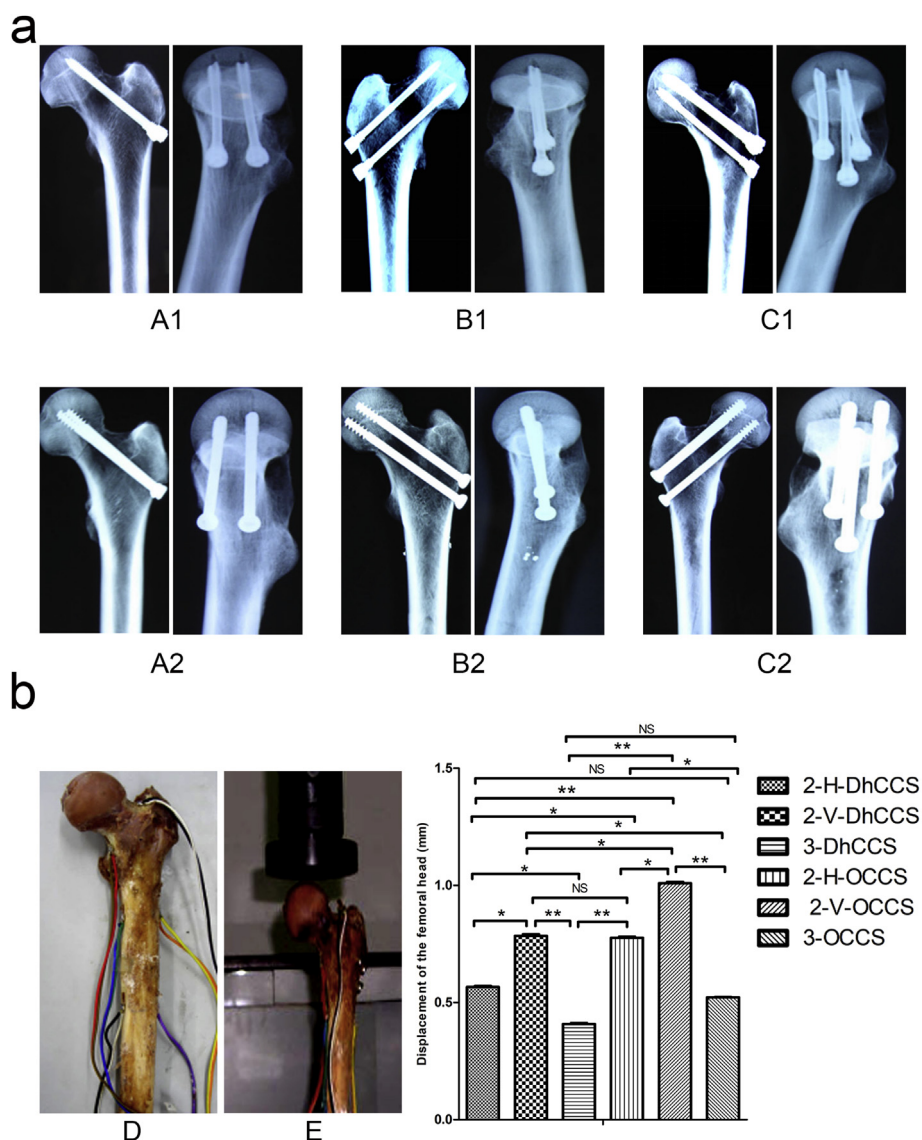 a
A1
B1
C1
A2
B2
C2
b
D
E
Displacement of the femoral head (mm)
1.5
1.0
0.5
0.0
NS
**
NS
*
**
*
*
*
*
*
**
NS
*
**
**
2-H-DhCCS
2-V-DhCCS
3-DhCCS
2-H-OCCS
2-V-OCCS
3-OCCS